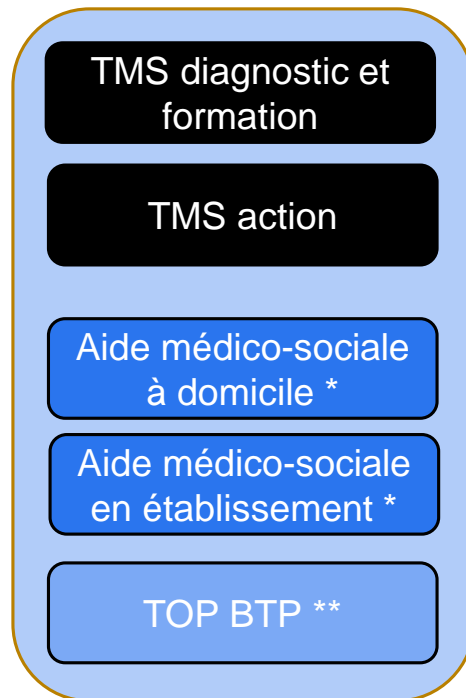 TMS diagnostic et
formation
TMS action
Aide médico-sociale
à domicile *
Aide médico-sociale
en établissement *
TOP BTP **